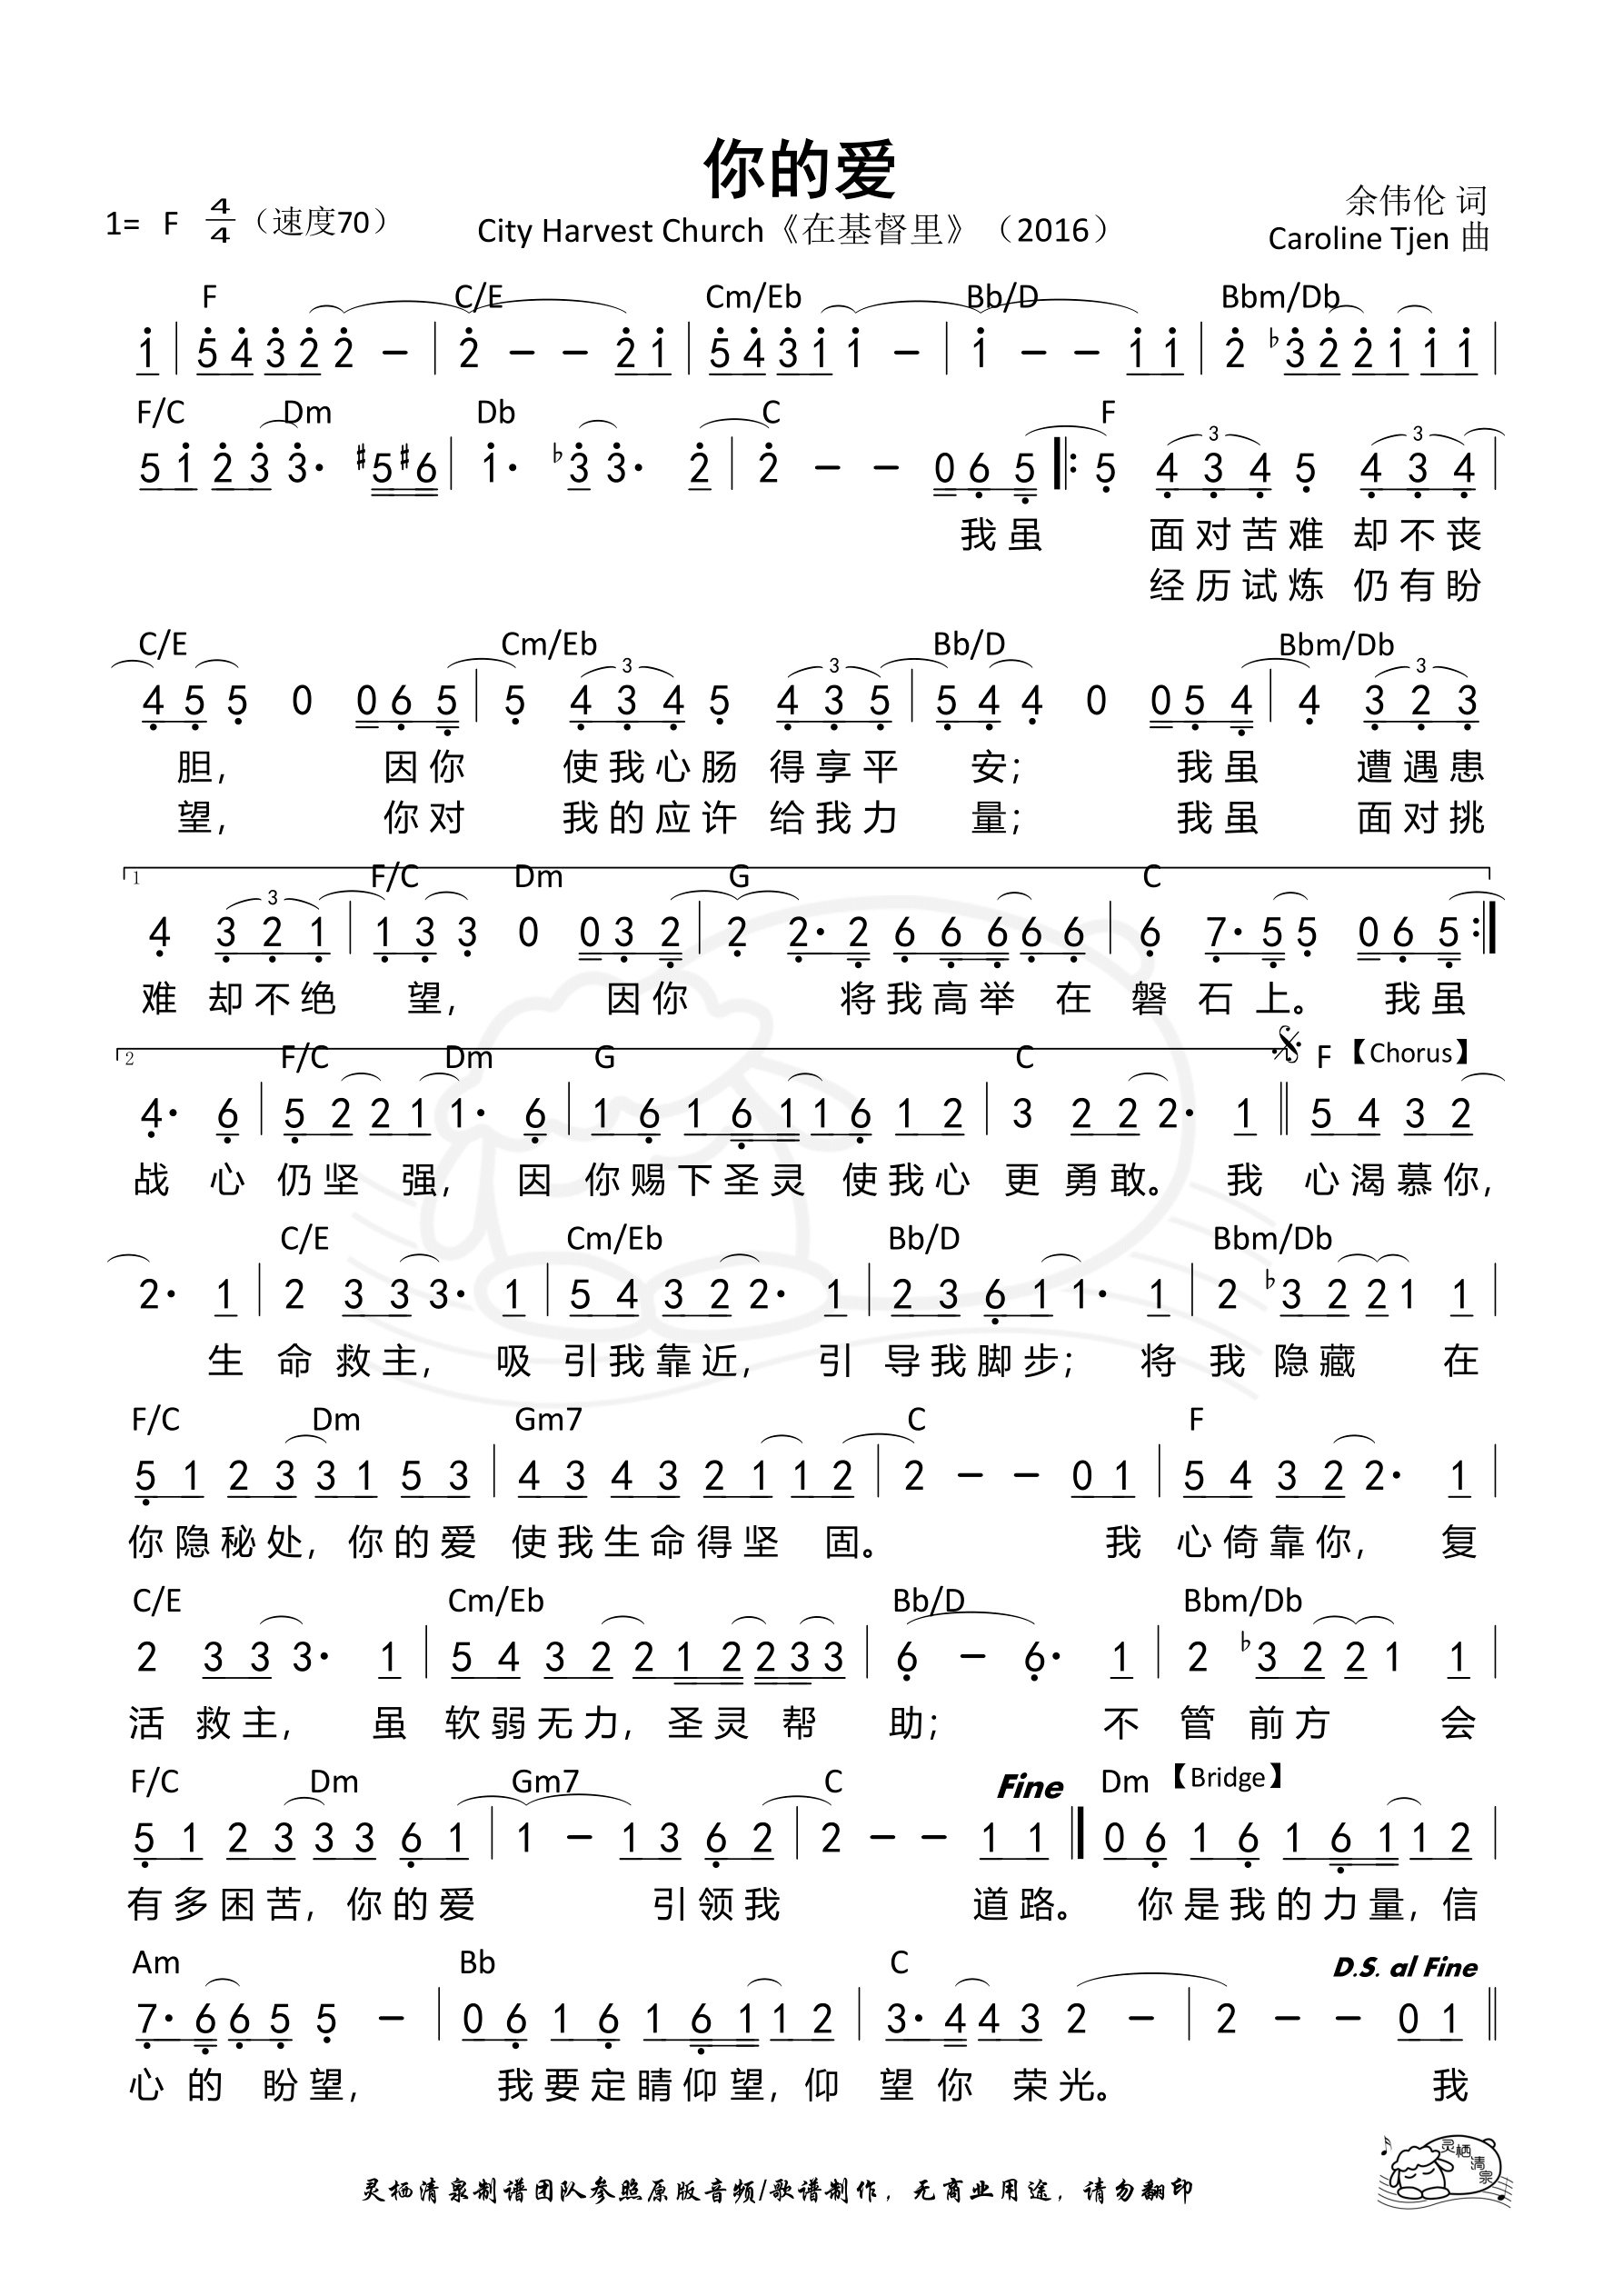 你的爱
1= F 4/4（速度70）
City Harvest Church《在基督里》（2016）
余伟伦 词
Caroline Tjen 曲
F C/E Cm/Eb Bb/D Bbm/Db
1 | 5 4 3 2 2 – | 2 – – 2 1 | 5 4 3 1 1 – | 1 – – 1 1 | 2 b3 2 2 1 1 1 |
F/C Dm Db C F
5 1 2 3 3· #5 #6 | 1· b3 3· 2 | 2 – – 0 6 5 |: 5 4 3 4 5 4 3 4 |
我虽 面对苦难 却不丧
经历试炼 仍有盼
C/E Cm/Eb Bb/D Bbm/Db
4 5 5 0 0 6 5 | 5 4 3 4 5 4 3 5 | 5 4 4 0 0 5 4 | 4 3 2 3
胆， 因你 使我心肠 得享平 安； 我虽 遭遇患
望， 你对 我的应许 给我力 量； 我虽 面对挑
1 F/C Dm G C
4 3 2 1 | 1 3 3 0 0 3 2 | 2 2· 2 6 6 6 6 6 | 6 7· 5 5 0 6 5 :|
难 却不绝 望， 因你 将我高举 在 磐 石 上。 我虽
2 F/C Dm G C F【Chorus】
4· 6 | 5 2 2 1 1· 6 | 1 6 1 6 1 1 6 1 2 | 3 2 2 2· 1 || 5 4 3 2
战 心 仍坚 强， 因 你赐下圣灵 使我心 更 勇敢。 我 心渴慕你，
C/E Cm/Eb Bb/D Bbm/Db
2· 1 | 2 3 3 3· 1 | 5 4 3 2 2· 1 | 2 3 6 1 1· 1 | 2 b3 2 2 1 1 |
生 命 救主， 吸 引我靠近， 引 导我脚步； 将 我 隐藏 在
F/C Dm Gm7 C F
5 1 2 3 3 1 5 3 | 4 3 4 3 2 1 1 2 | 2 – – 0 1 | 5 4 3 2 2· 1 |
你隐秘处，你的爱 使我生命得坚 固。 我 心倚靠你， 复
C/E Cm/Eb Bb/D Bbm/Db
2 3 3 3· 1 | 5 4 3 2 2 1 2 2 3 3 | 6 – 6· 1 | 2 b3 2 2 1 1 |
活 救主， 虽 软弱无力，圣灵 帮 助； 不 管 前方 会
F/C Dm Gm7 C Fine Dm【Bridge】
5 1 2 3 3 3 6 1 | 1 – 1 3 6 2 | 2 – – 1 1 || 0 6 1 6 1 6 1 1 2 |
有多困苦，你的爱 引领我 道路。 你是我的力量，信
Am Bb C D.S. al Fine
7· 6 6 5 5 – | 0 6 1 6 1 6 1 1 2 | 3· 4 4 3 2 – | 2 – – 0 1 ||
心 的 盼望， 我要定睛仰望，仰 望 你 荣光。 我
灵栖清泉制谱团队参照原版音频/歌谱制作，无商业用途，请勿翻印
灵栖清泉